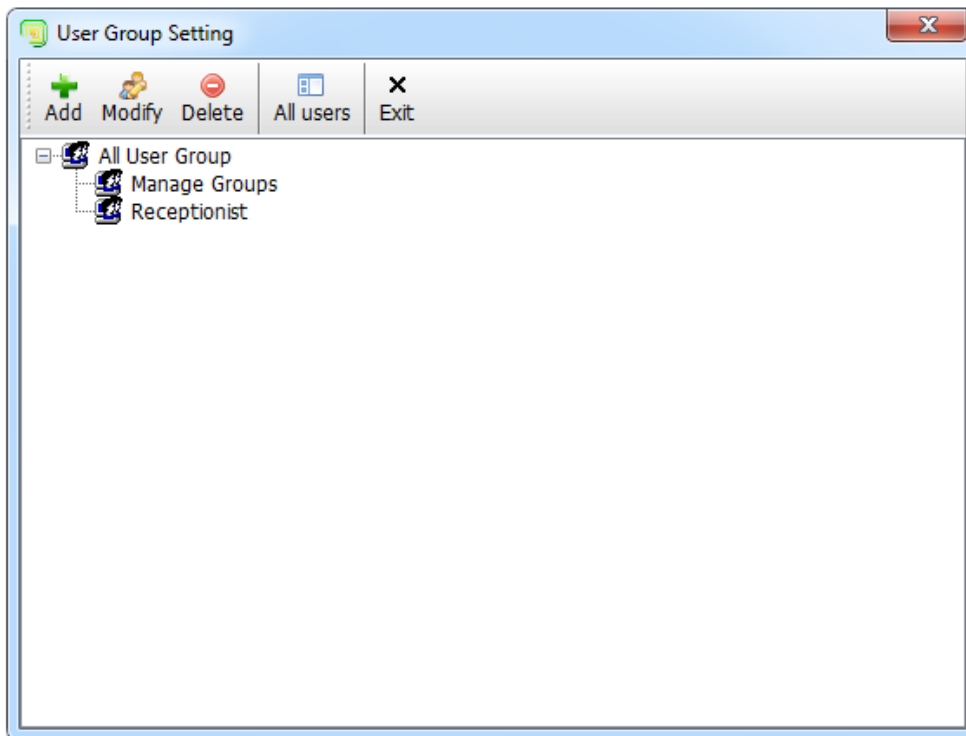 User Group Setting
Add Modify Delete All users Exit
All User Group
Manage Groups
Receptionist